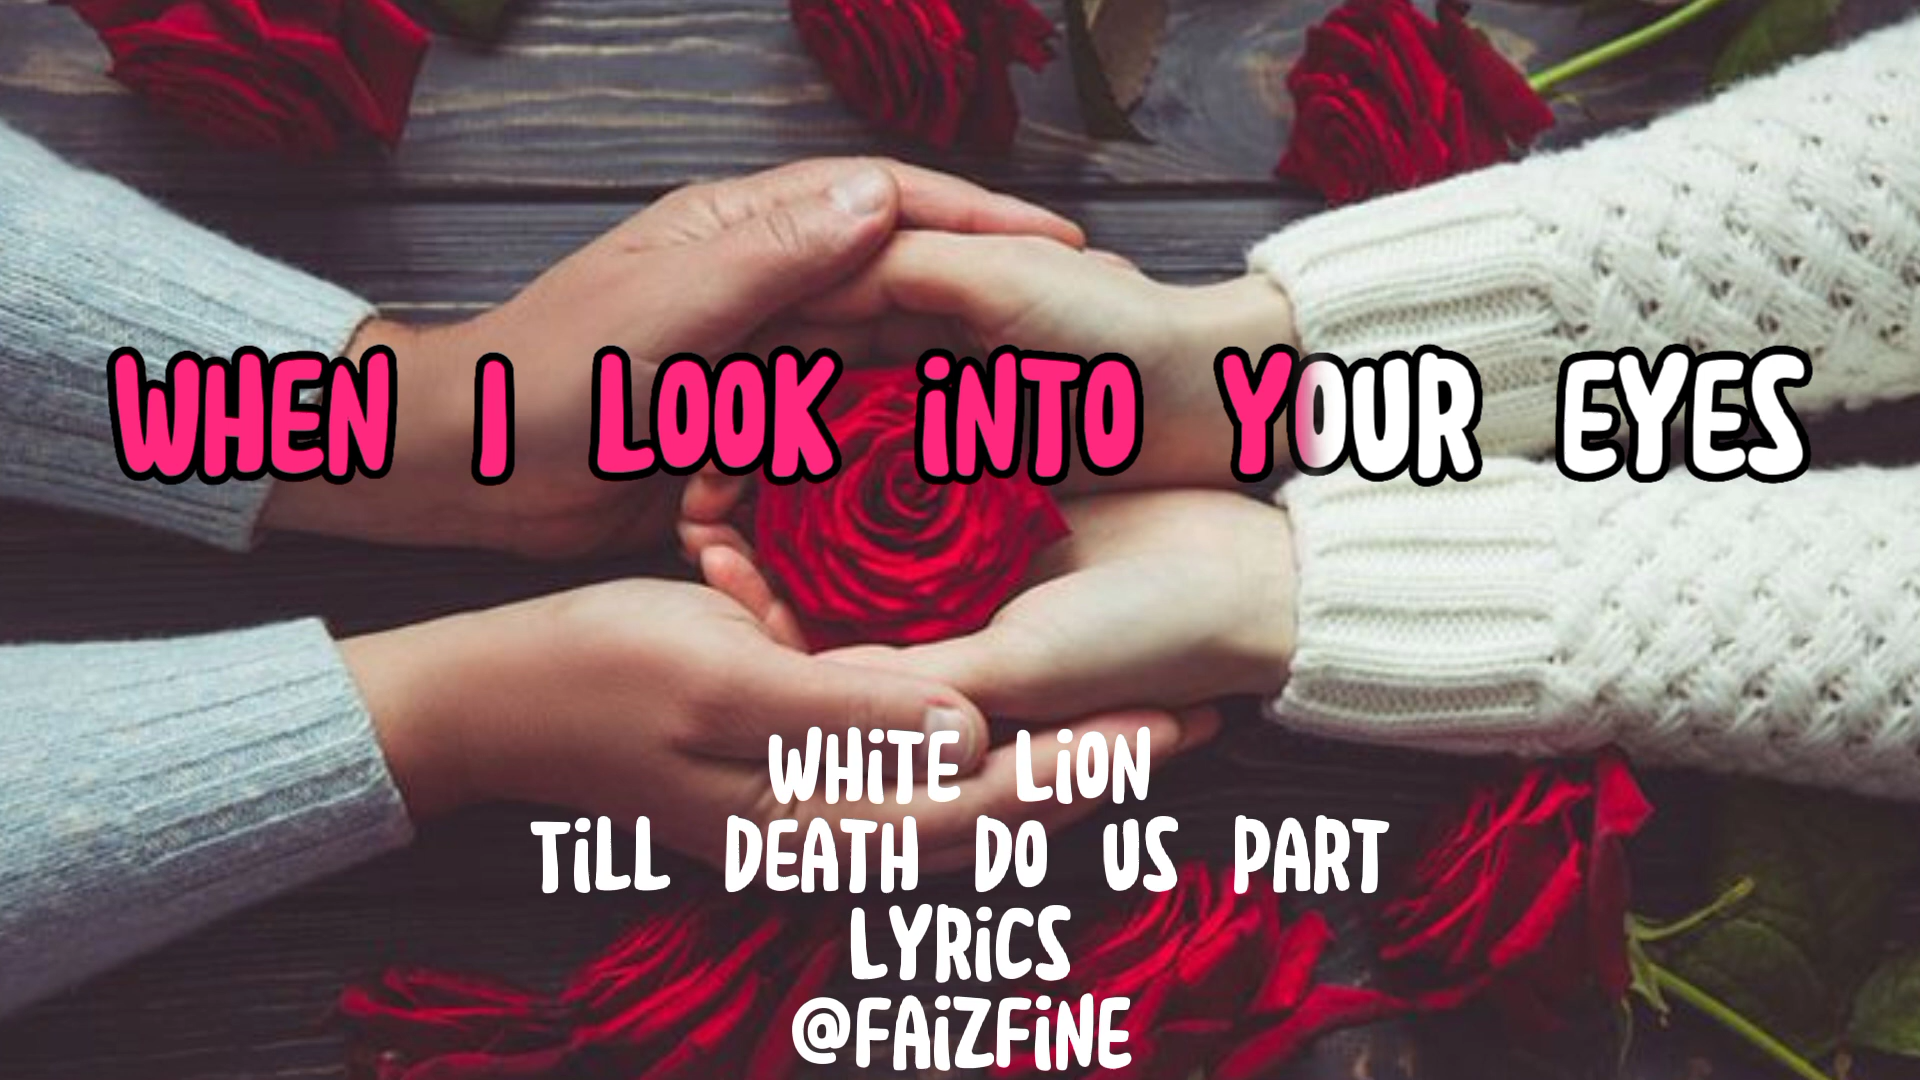 WHEN I LOOK INTO YOUR EYES
WHITE LION
TILL DEATH DO US PART
LYRICS
@FAIZFINE